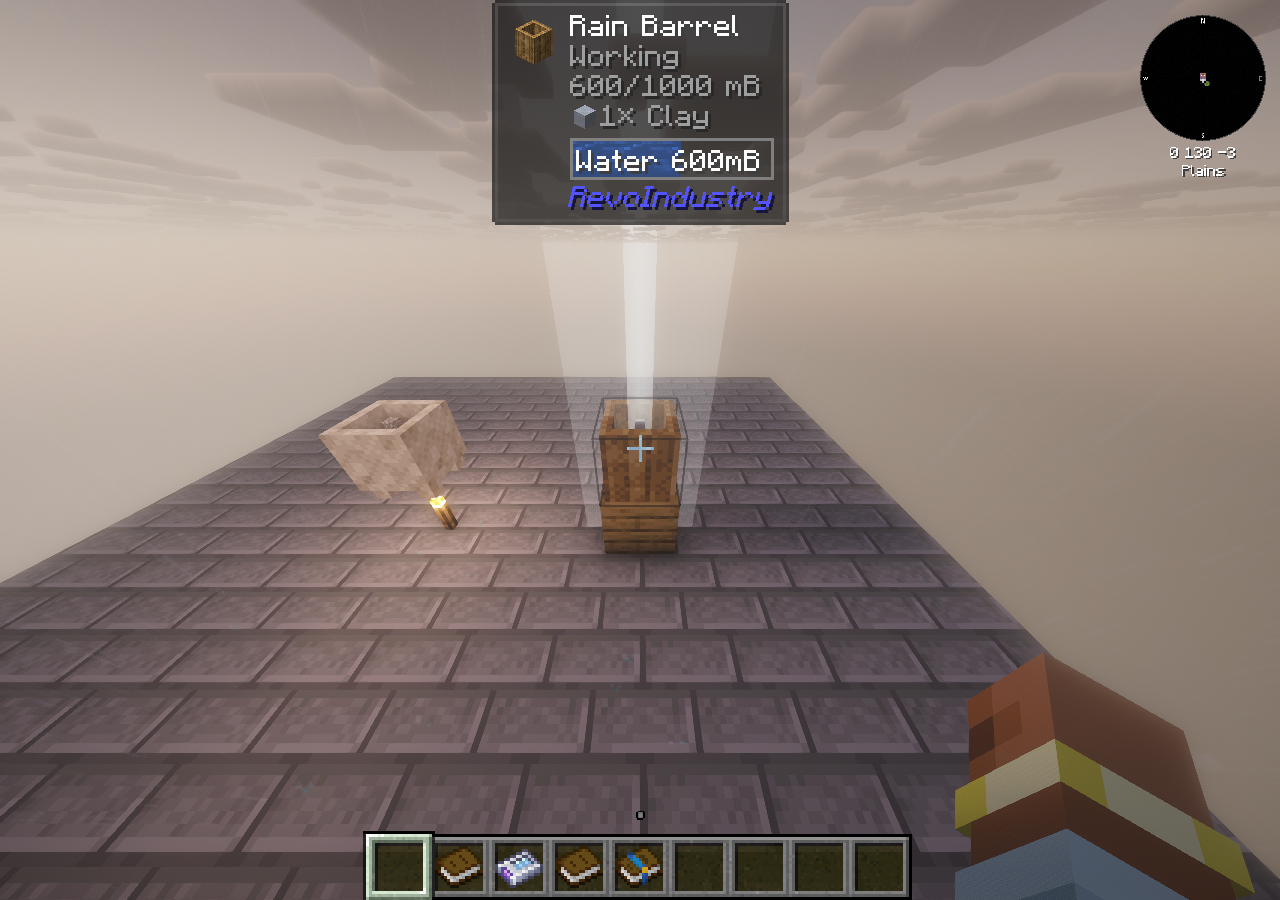 Rain Barrel
Working
600/1000 mB
1x Clay
Water 600mB
RevoIndustry
N
W
E
S
0 130 -3
Plains